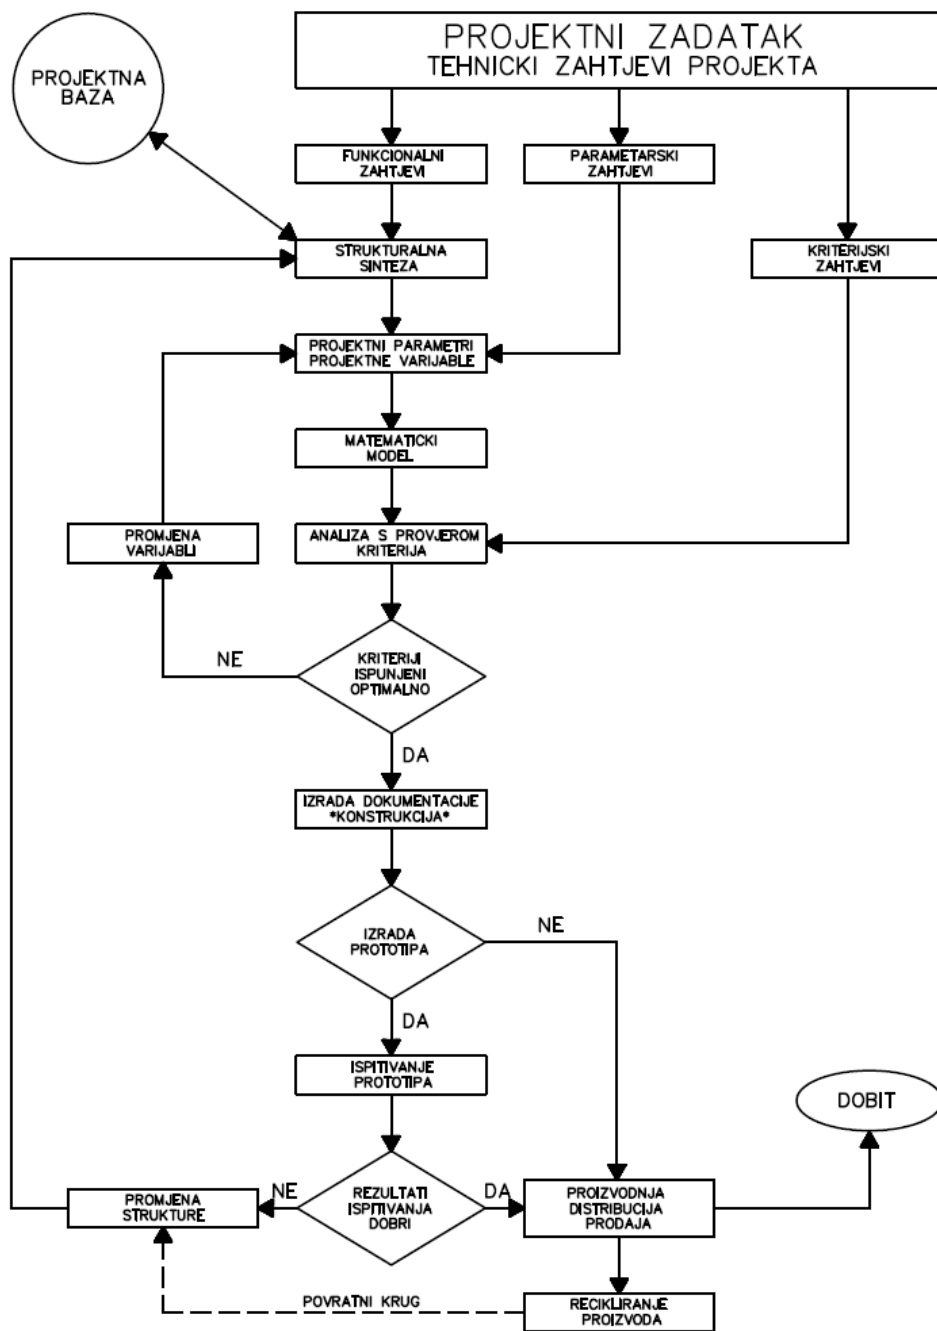 PROJEKTNI ZADATAK
TEHNICKI ZAHTJEVI PROJEKTA
PROJEKTNA
BAZA
FUNKCIONALNI
ZAHTJEVI
PARAMETARSKI
ZAHTJEVI
STRUKTURALNA
SINTEZA
KRITERIJSKI
ZAHTJEVI
PROJEKTNI PARAMETRI
PROJEKTNE VARIJABLE
MATEMATICKI
MODEL
PROMJENA
VARIJABLI
ANALIZA S PROVJEROM
KRITERIJA
NE
KRITERIJI
ISPUNJENI
OPTIMALNO
DA
IZRADA DOKUMENTACIJE
*KONSTRUKCIJA*
IZRADA
PROTOTIPA
NE
DA
ISPITIVANJE
PROTOTIPA
DOBIT
PROMJENA
STRUKTURE
NE
REZULTATI
ISPITIVANJA
DOBRI
DA
PROIZVODNJA
DISTRIBUCIJA
PRODAJA
POVRATNI KRUG
RECIKLIRANJE
PROIZVODA